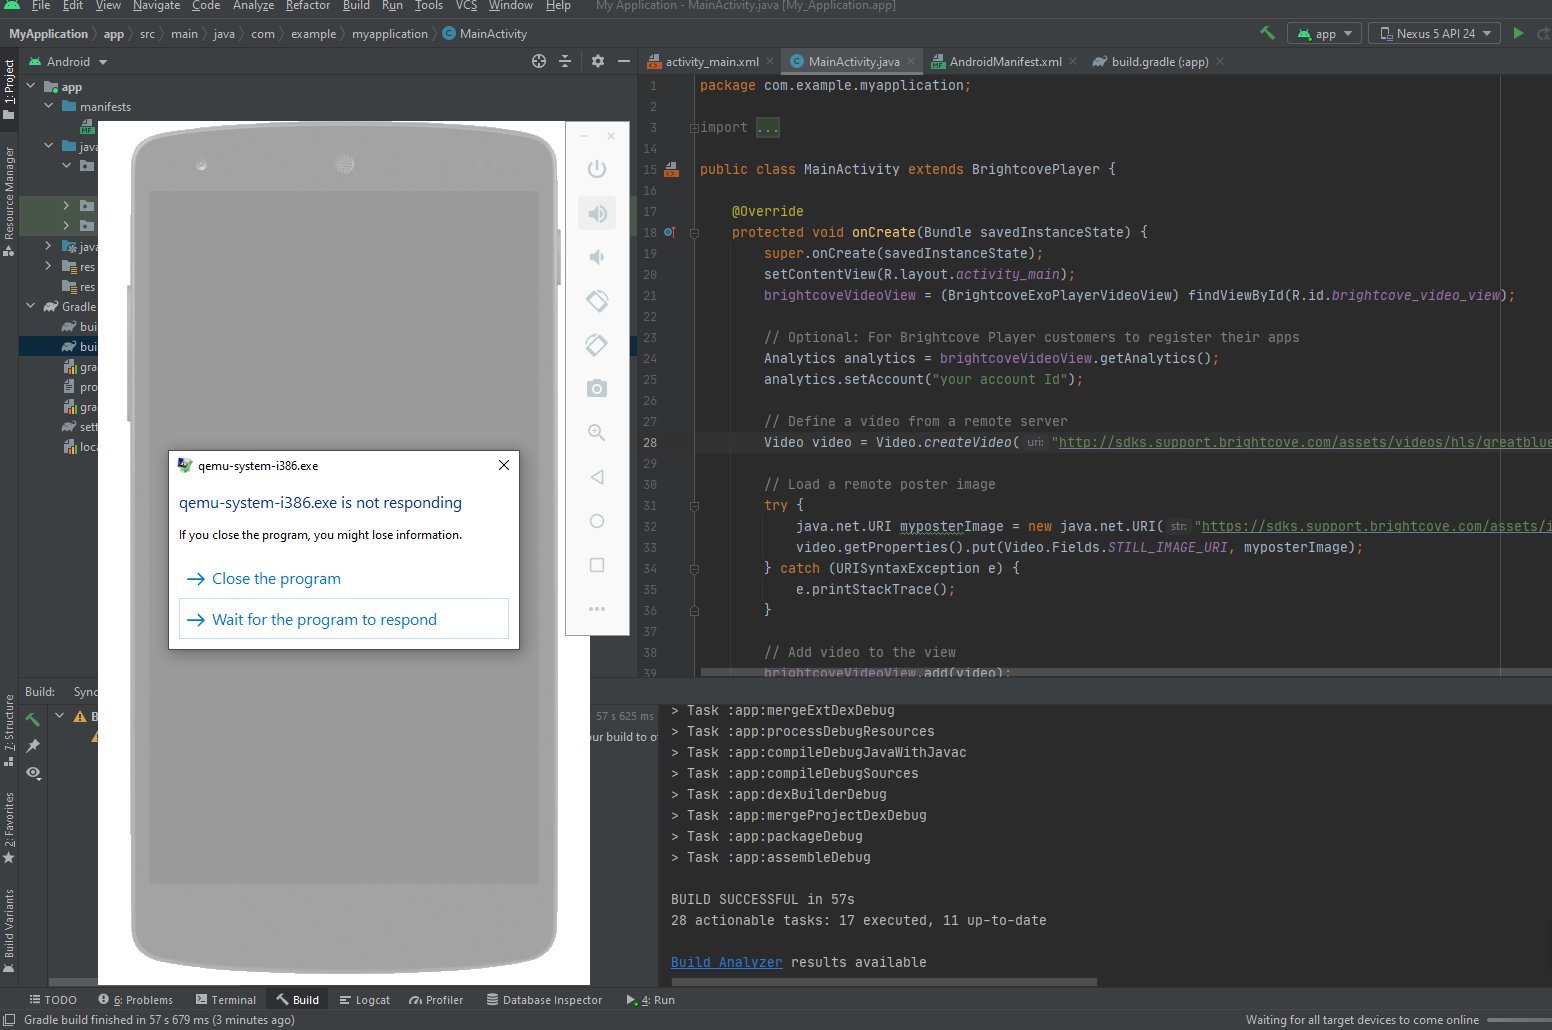 File Edit View Navigate Code Analyze Refactor Build Run Tools VCS Window Help My Application - MainActivity.java [My_Application.app]
MyApplication app src main java com example myapplication MainActivity app Nexus 5 API 24
1: Project
Resource Manager
7: Structure
2: Favorites
Build Variants
Android
app
manifests
MF
java
java
res
res
Gradle
bui
bui
gra
pro
gra
sett
loca
activity_main.xml MainActivity.java AndroidManifest.xml build.gradle (:app)
1 package com.example.myapplication;
2
3 import ...
14
15 public class MainActivity extends BrightcovePlayer {
16
17 @Override
18 protected void onCreate(Bundle savedInstanceState) {
19 super.onCreate(savedInstanceState);
20 setContentView(R.layout.activity_main);
21 brightcoveVideoView = (BrightcoveExoPlayerVideoView) findViewById(R.id.brightcove_video_view);
22
23 // Optional: For Brightcove Player customers to register their apps
24 Analytics analytics = brightcoveVideoView.getAnalytics();
25 analytics.setAccount("your account Id");
26
27 // Define a video from a remote server
28 Video video = Video.createVideo( uri: "http://sdks.support.brightcove.com/assets/videos/hls/greatblue
29
30 // Load a remote poster image
31 try {
32 java.net.URI myposterImage = new java.net.URI( str: "https://sdks.support.brightcove.com/assets/i
33 video.getProperties().put(Video.Fields.STILL_IMAGE_URI, myposterImage);
34 } catch (URISyntaxException e) {
35 e.printStackTrace();
36 }
37
38 // Add video to the view
39 brightcoveVideoView.add(video);
qemu-system-i386.exe
qemu-system-i386.exe is not responding
If you close the program, you might lose information.
Close the program
Wait for the program to respond
Build: Sync
B 57 s 625 ms
ur build to o
> Task :app:mergeExtDexDebug
> Task :app:processDebugResources
> Task :app:compileDebugJavaWithJavac
> Task :app:compileDebugSources
> Task :app:dexBuilderDebug
> Task :app:mergeProjectDexDebug
> Task :app:packageDebug
> Task :app:assembleDebug
BUILD SUCCESSFUL in 57s
28 actionable tasks: 17 executed, 11 up-to-date
Build Analyzer results available
TODO 6: Problems Terminal Build Logcat Profiler Database Inspector 4: Run
Gradle build finished in 57 s 679 ms (3 minutes ago) Waiting for all target devices to come online